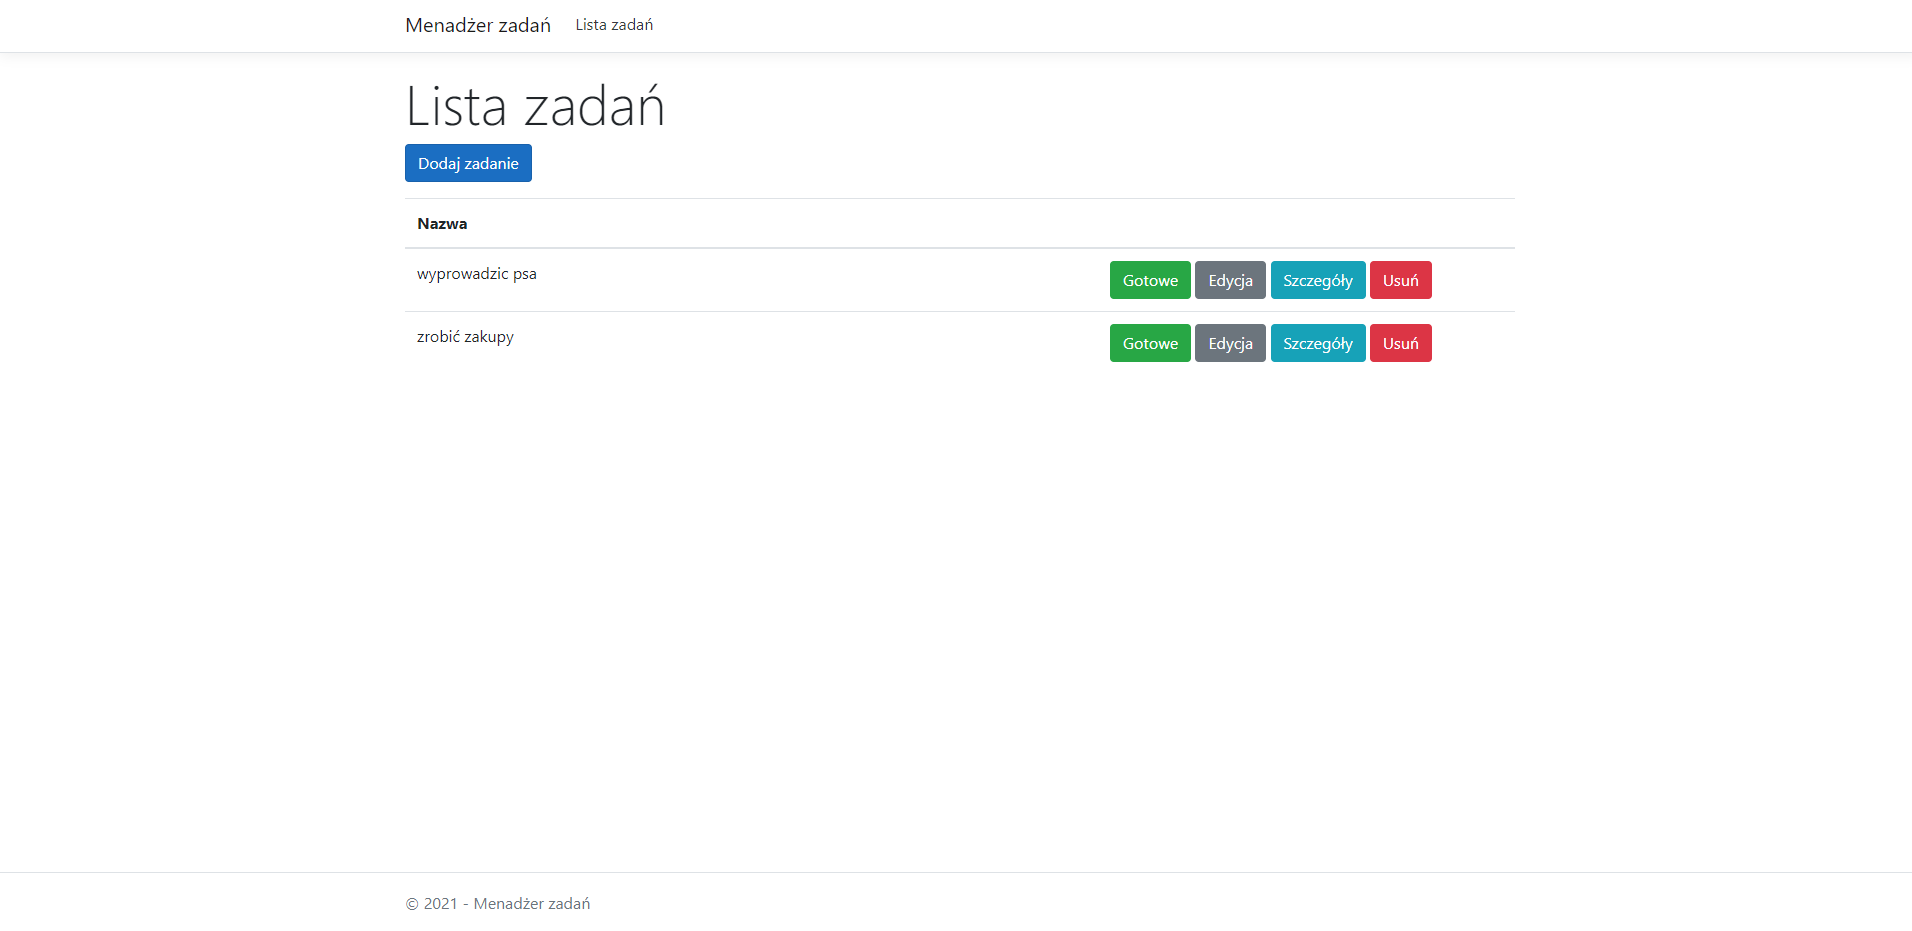 Menadżer zadań Lista zadań
Lista zadań
Dodaj zadanie
Nazwa
wyprowadzic psa Gotowe Edycja Szczegóły Usuń
zrobić zakupy Gotowe Edycja Szczegóły Usuń
© 2021 - Menadżer zadań